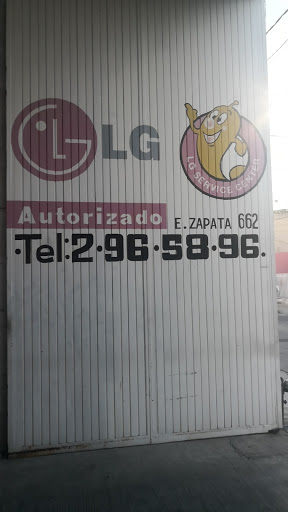 LG
LG SERVICE CENTER
Autorizado
E. ZAPATA 662
·Tel:2·96·58·96.